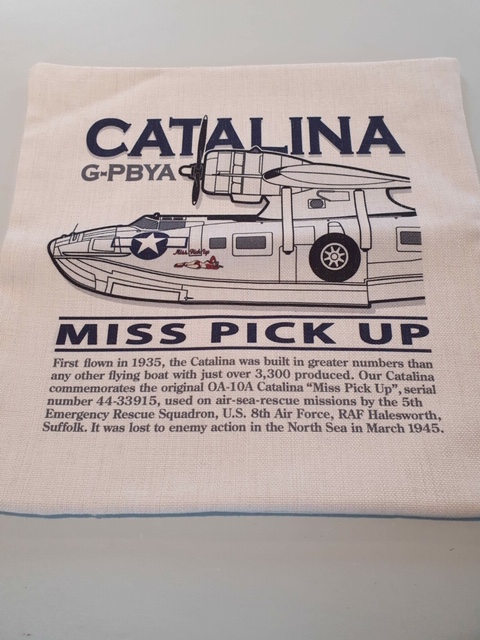 CATALINA
G-PBYA
Miss Pick Up
MISS PICK UP
First flown in 1935, the Catalina was built in greater numbers than
any other flying boat with just over 3,300 produced. Our Catalina
commemorates the original OA-10A Catalina “Miss Pick Up”, serial
number 44-33915, used on air-sea-rescue missions by the 5th
Emergency Rescue Squadron, U.S. 8th Air Force, RAF Halesworth,
Suffolk. It was lost to enemy action in the North Sea in March 1945.